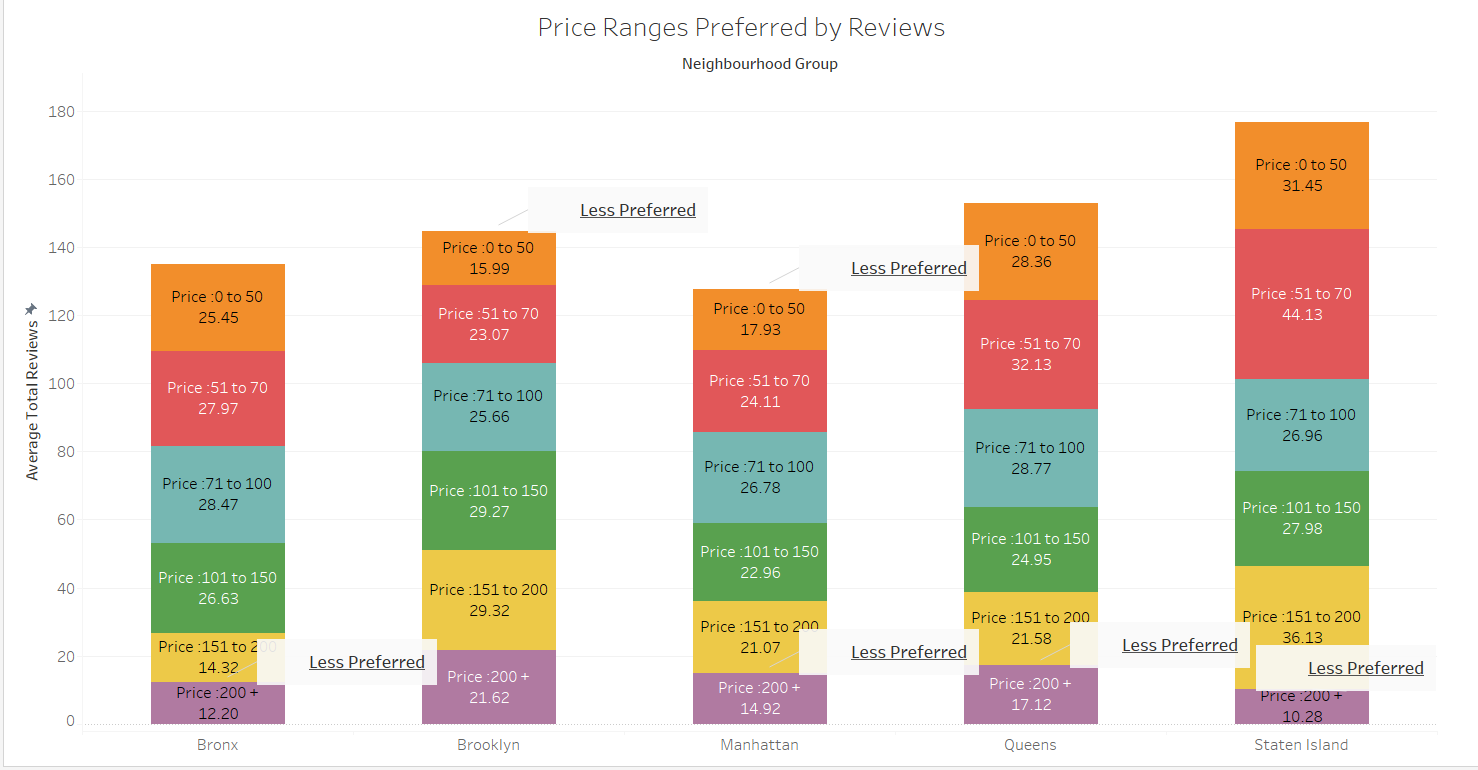 Price Ranges Preferred by Reviews
Neighbourhood Group
Average Total Reviews
180
160
140
120
100
80
60
40
20
0
Price :0 to 50
25.45
Price :51 to 70
27.97
Price :71 to 100
28.47
Price :101 to 150
26.63
Price :151 to 200
14.32
Less Preferred
Price :200 +
12.20
Bronx
Less Preferred
Price :0 to 50
15.99
Price :51 to 70
23.07
Price :71 to 100
25.66
Price :101 to 150
29.27
Price :151 to 200
29.32
Price :200 +
21.62
Brooklyn
Less Preferred
Price :0 to 50
17.93
Price :51 to 70
24.11
Price :71 to 100
26.78
Price :101 to 150
22.96
Price :151 to 200
21.07
Less Preferred
Price :200 +
14.92
Manhattan
Price :0 to 50
28.36
Price :51 to 70
32.13
Price :71 to 100
28.77
Price :101 to 150
24.95
Price :151 to 200
21.58
Less Preferred
Price :200 +
17.12
Queens
Price :0 to 50
31.45
Price :51 to 70
44.13
Price :71 to 100
26.96
Price :101 to 150
27.98
Price :151 to 200
36.13
Less Preferred
Price :200 +
10.28
Staten Island